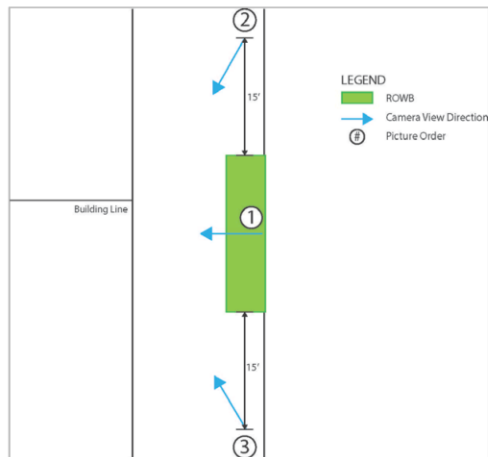 2
15'
LEGEND
ROWB
Camera View Direction
# Picture Order
Building Line
1
15'
3